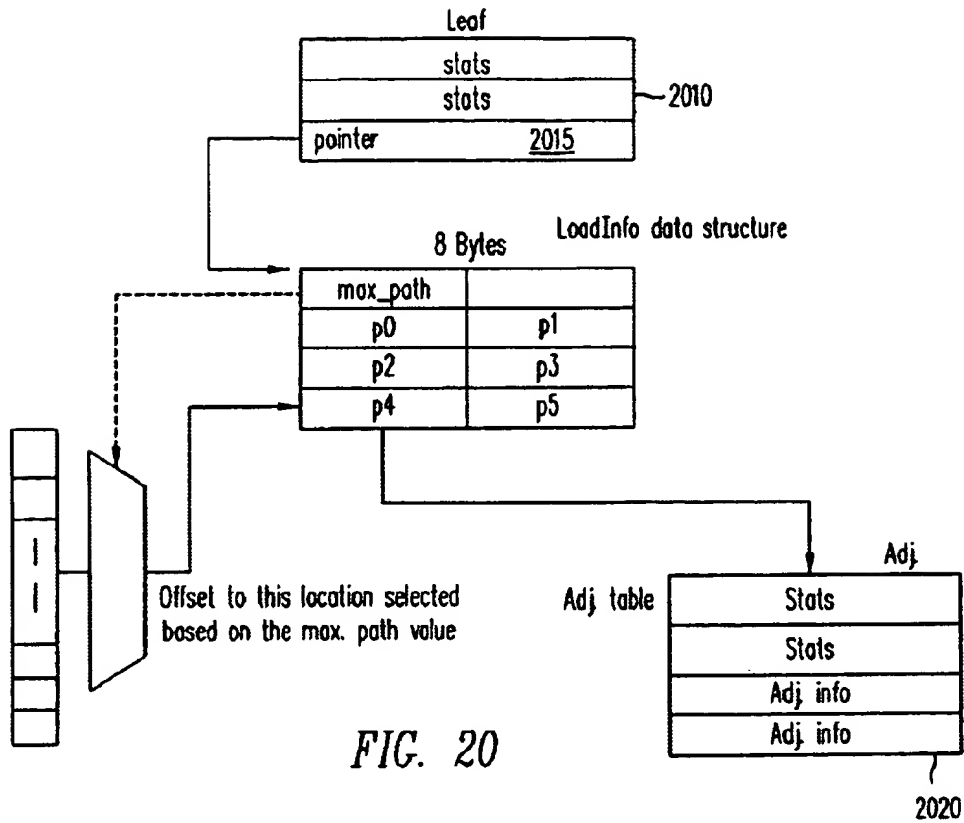 Leaf
stats
stats
2010
pointer 2015
LoadInfo data structure
8 Bytes
max_path
p0 p1
p2 p3
p4 p5
Offset to this location selected
based on the max. path value
Adj.
Adj. table
Stats
Stats
Adj. info
Adj. info
FIG. 20
2020